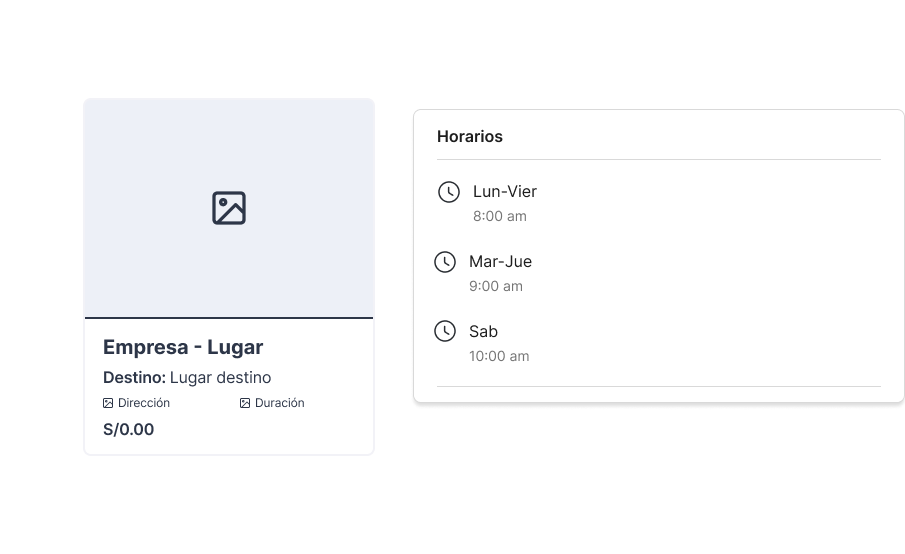 Empresa - Lugar
Destino: Lugar destino
Dirección Duración
S/0.00
Horarios
Lun-Vier
8:00 am
Mar-Jue
9:00 am
Sab
10:00 am